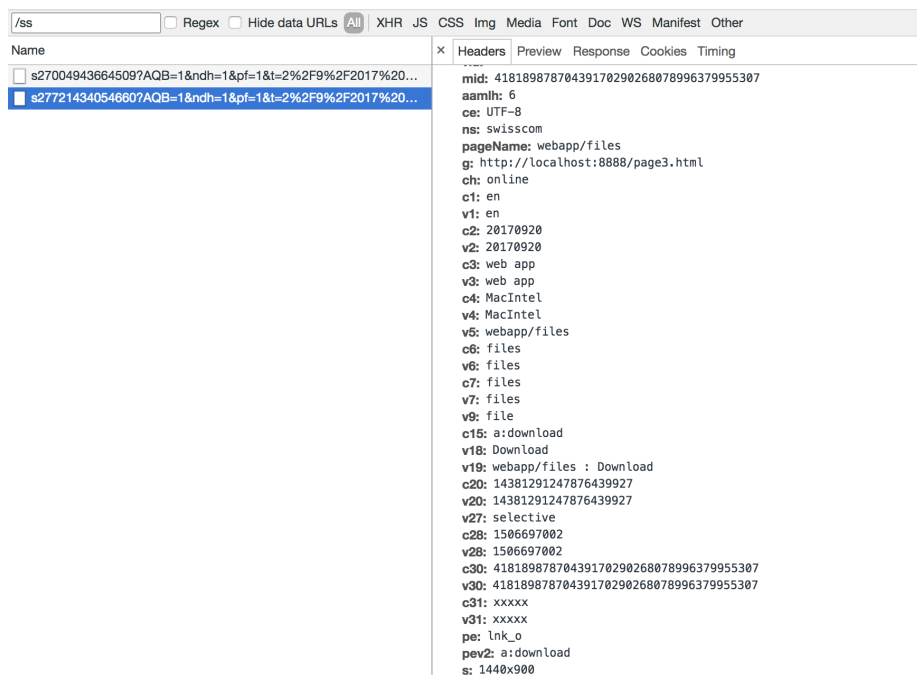 /ss Regex Hide data URLs All XHR JS CSS Img Media Font Doc WS Manifest Other
Name
× Headers Preview Response Cookies Timing
s27004943664509?AQB=1&ndh=1&pf=1&t=2%2F9%2F2017%20...
s27721434054660?AQB=1&ndh=1&pf=1&t=2%2F9%2F2017%20...
mid: 41818987870439170290268078996379955307
aamlh: 6
ce: UTF-8
ns: swisscom
pageName: webapp/files
g: http://localhost:8888/page3.html
ch: online
c1: en
v1: en
c2: 20170920
v2: 20170920
c3: web app
v3: web app
c4: MacIntel
v4: MacIntel
v5: webapp/files
c6: files
v6: files
c7: files
v7: files
v9: file
c15: a:download
v18: Download
v19: webapp/files : Download
c20: 14381291247876439927
v20: 14381291247876439927
v27: selective
c28: 1506697002
v28: 1506697002
c30: 41818987870439170290268078996379955307
v30: 41818987870439170290268078996379955307
c31: xxxxx
v31: xxxxx
pe: lnk_o
pev2: a:download
s: 1440x900